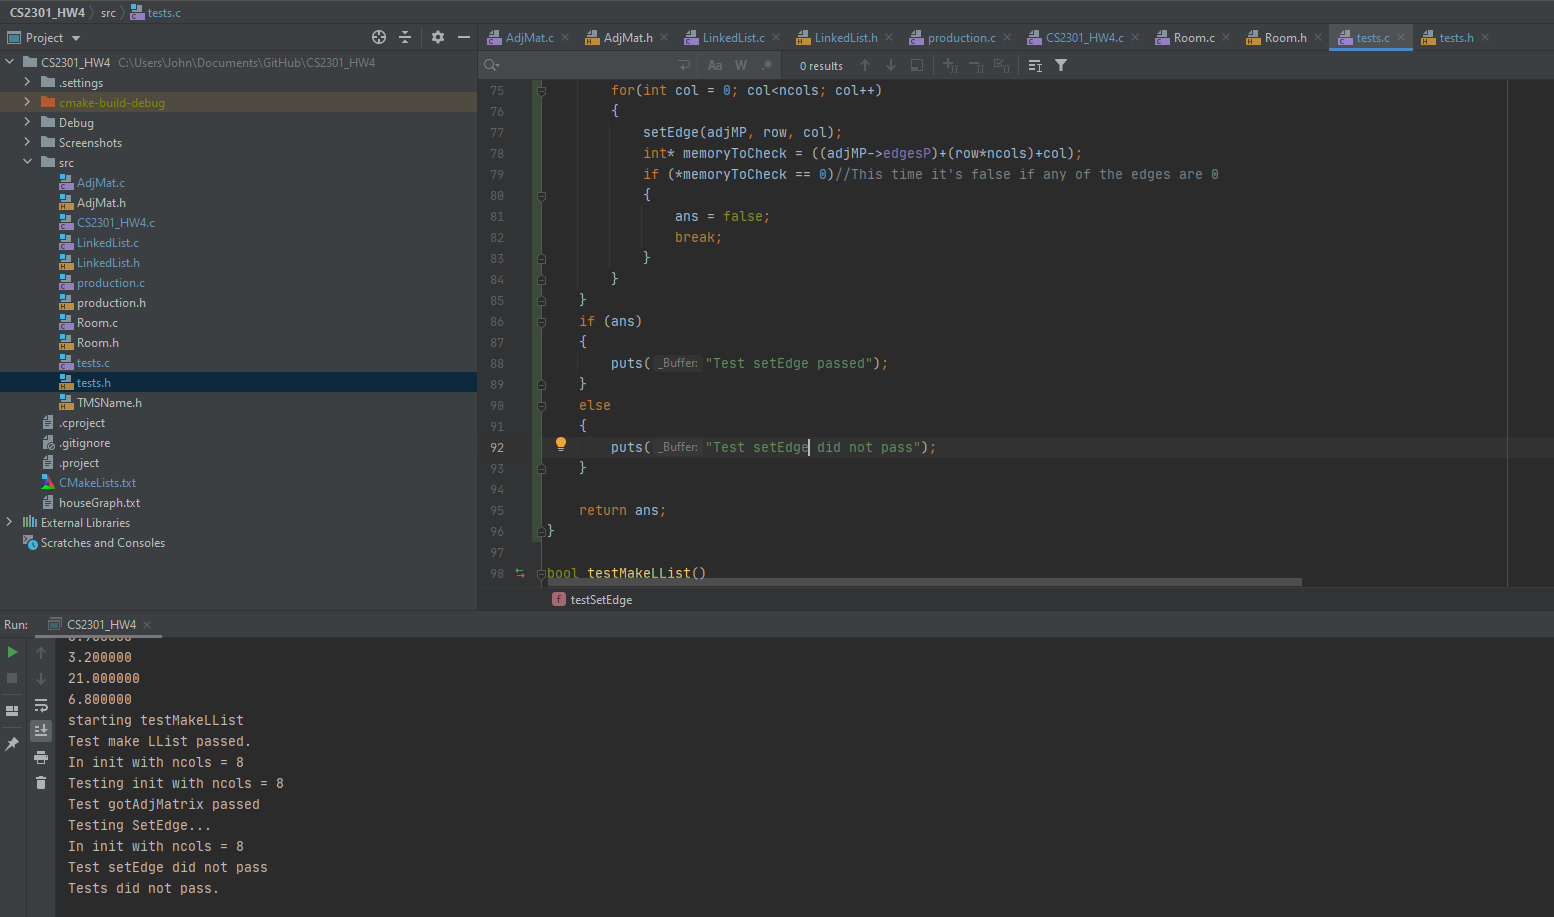 CS2301_HW4 src tests.c
Project
AdjMat.c AdjMat.h LinkedList.c LinkedList.h production.c CS2301_HW4.c Room.c Room.h tests.c tests.h
CS2301_HW4 C:\Users\John\Documents\GitHub\CS2301_HW4
.settings
cmake-build-debug
Debug
Screenshots
src
AdjMat.c
AdjMat.h
CS2301_HW4.c
LinkedList.c
LinkedList.h
production.c
production.h
Room.c
Room.h
tests.c
tests.h
TMSName.h
.cproject
.gitignore
.project
CMakeLists.txt
houseGraph.txt
External Libraries
Scratches and Consoles
Aa W .* 0 results
75 for(int col = 0; col<ncols; col++)
76 {
77 setEdge(adjMP, row, col);
78 int* memoryToCheck = ((adjMP->edgesP)+(row*ncols)+col);
79 if (*memoryToCheck == 0)//This time it's false if any of the edges are 0
80 {
81 ans = false;
82 break;
83 }
84 }
85 }
86 if (ans)
87 {
88 puts( _Buffer: "Test setEdge passed");
89 }
90 else
91 {
92 puts( _Buffer: "Test setEdge did not pass");
93 }
94
95 return ans;
96 }
97
98 bool testMakeLList()
f testSetEdge
Run: CS2301_HW4
3.200000
21.000000
6.800000
starting testMakeLList
Test make LList passed.
In init with ncols = 8
Testing init with ncols = 8
Test gotAdjMatrix passed
Testing SetEdge...
In init with ncols = 8
Test setEdge did not pass
Tests did not pass.